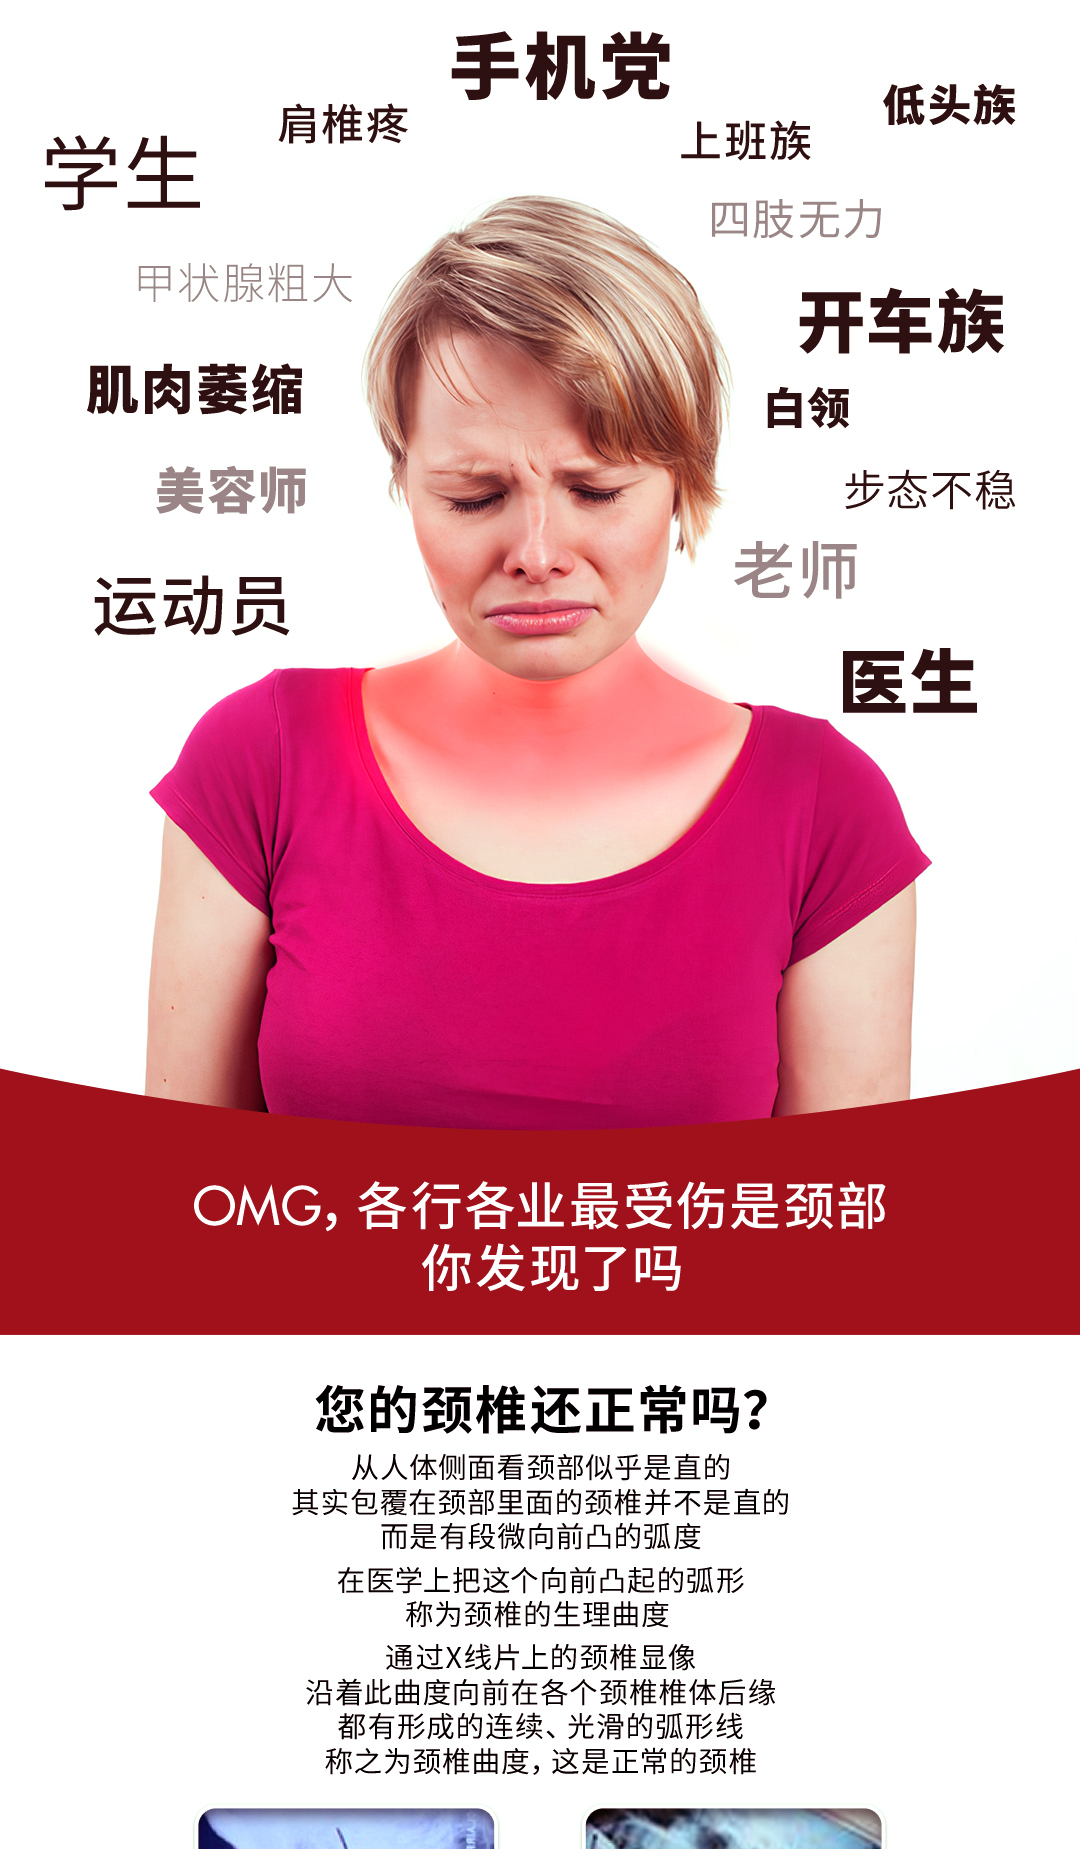 手机党
低头族
肩椎疼
上班族
学生
四肢无力
甲状腺粗大
开车族
肌肉萎缩
白领
美容师
步态不稳
老师
运动员
医生
OMG，各行各业最受伤是颈部
你发现了吗
您的颈椎还正常吗？
从人体侧面看颈部似乎是直的
其实包覆在颈部里面的颈椎并不是直的
而是有段微向前凸的弧度
在医学上把这个向前凸起的弧形
称为颈椎的生理曲度
通过X线片上的颈椎显像
沿着此曲度向前在各个颈椎椎体后缘
都有形成的连续、光滑的弧形线
称之为颈椎曲度，这是正常的颈椎